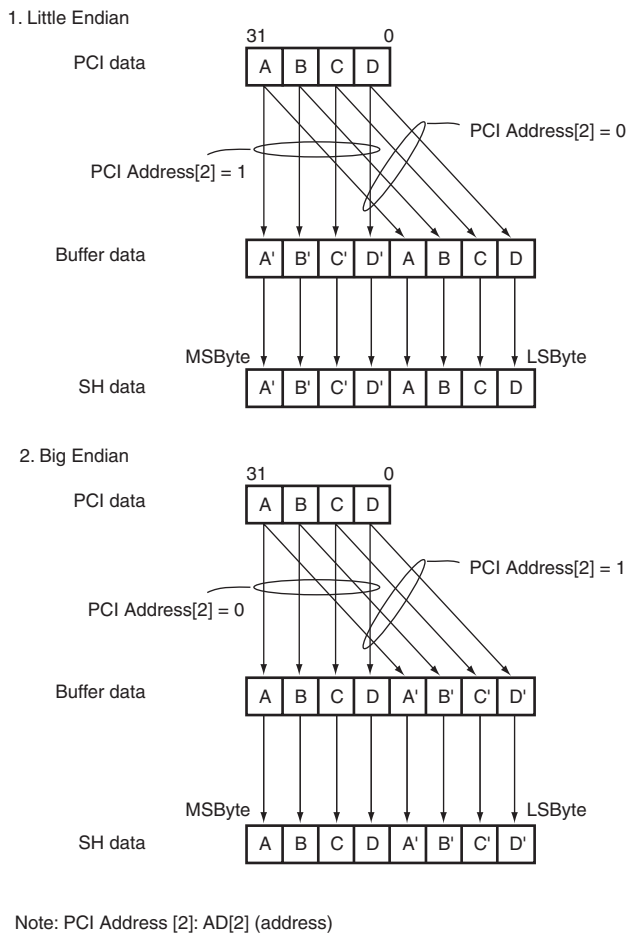 1. Little Endian
31 0
PCI data A B C D
PCI Address[2] = 0
PCI Address[2] = 1
Buffer data A' B' C' D' A B C D
MSByte LSByte
SH data A' B' C' D' A B C D
2. Big Endian
31 0
PCI data A B C D
PCI Address[2] = 1
PCI Address[2] = 0
Buffer data A B C D A' B' C' D'
MSByte LSByte
SH data A B C D A' B' C' D'
Note: PCI Address [2]: AD[2] (address)